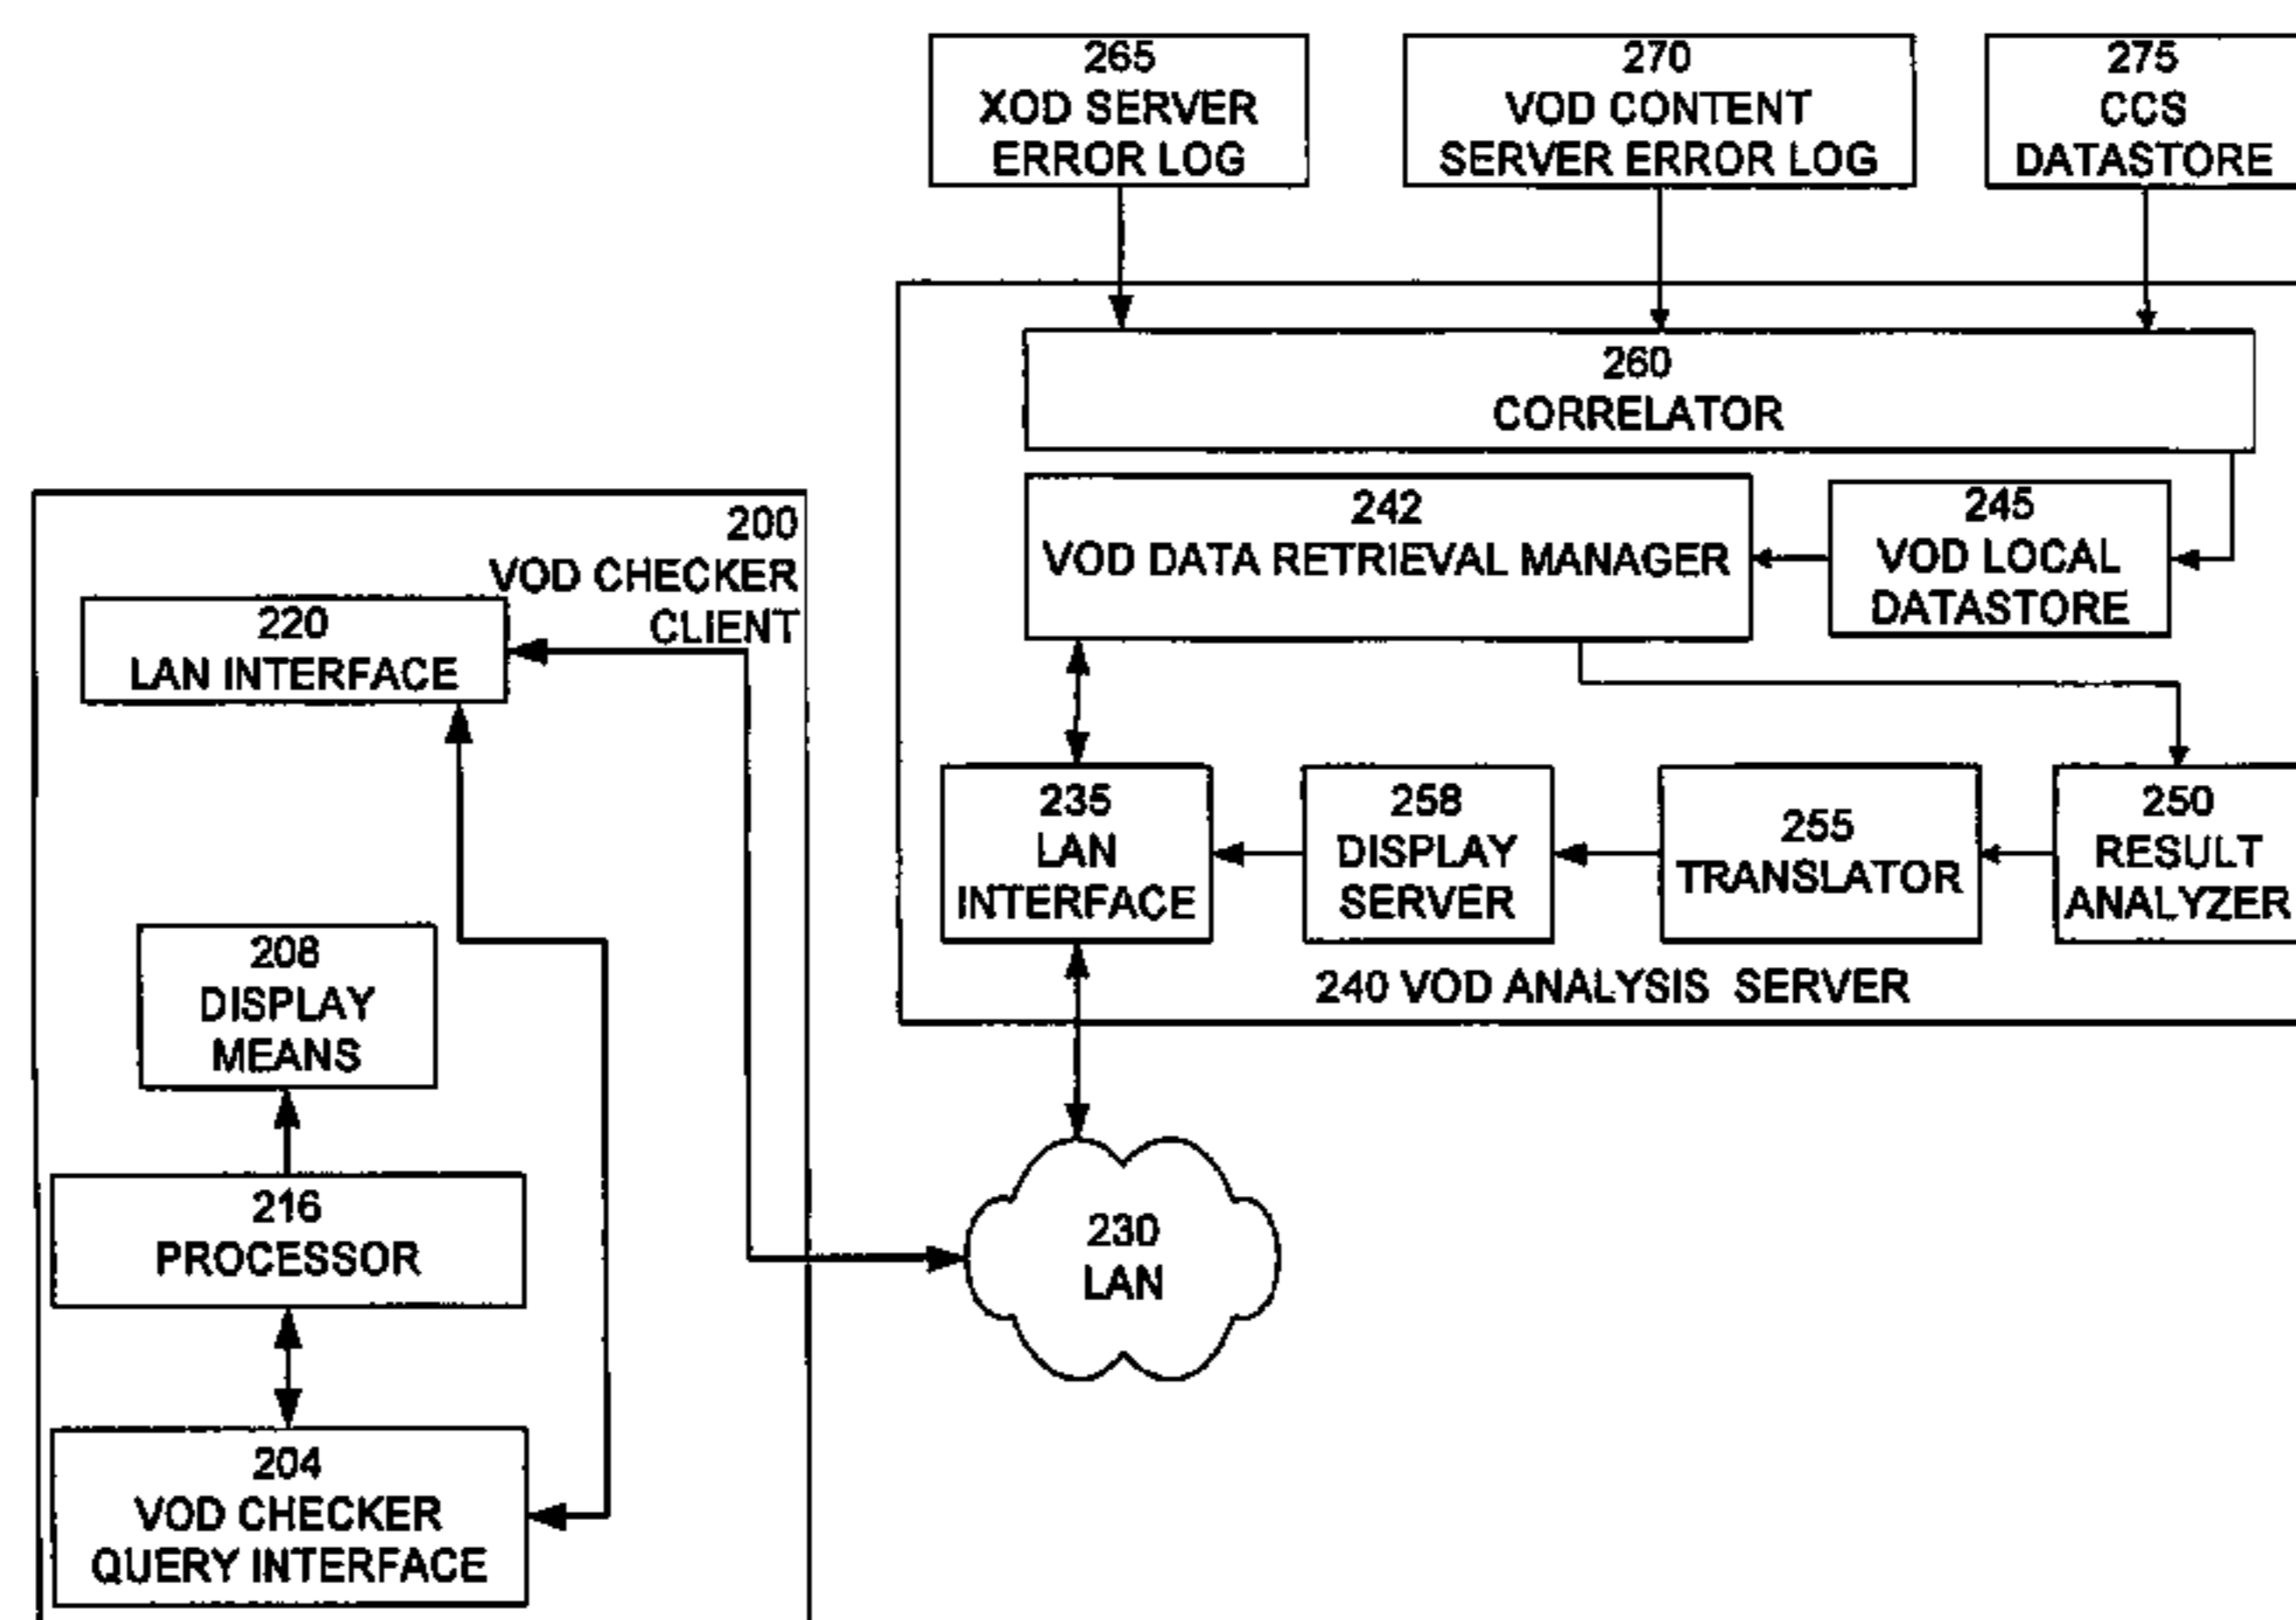 265
XOD SERVER
ERROR LOG
270
VOD CONTENT
SERVER ERROR LOG
275
CCS
DATASTORE
260
CORRELATOR
242
VOD DATA RETRIEVAL MANAGER
245
VOD LOCAL
DATASTORE
200
VOD CHECKER
CLIENT
220
LAN INTERFACE
235
LAN
INTERFACE
258
DISPLAY
SERVER
255
TRANSLATOR
250
RESULT
ANALYZER
240 VOD ANALYSIS SERVER
208
DISPLAY
MEANS
216
PROCESSOR
230
LAN
204
VOD CHECKER
QUERY INTERFACE